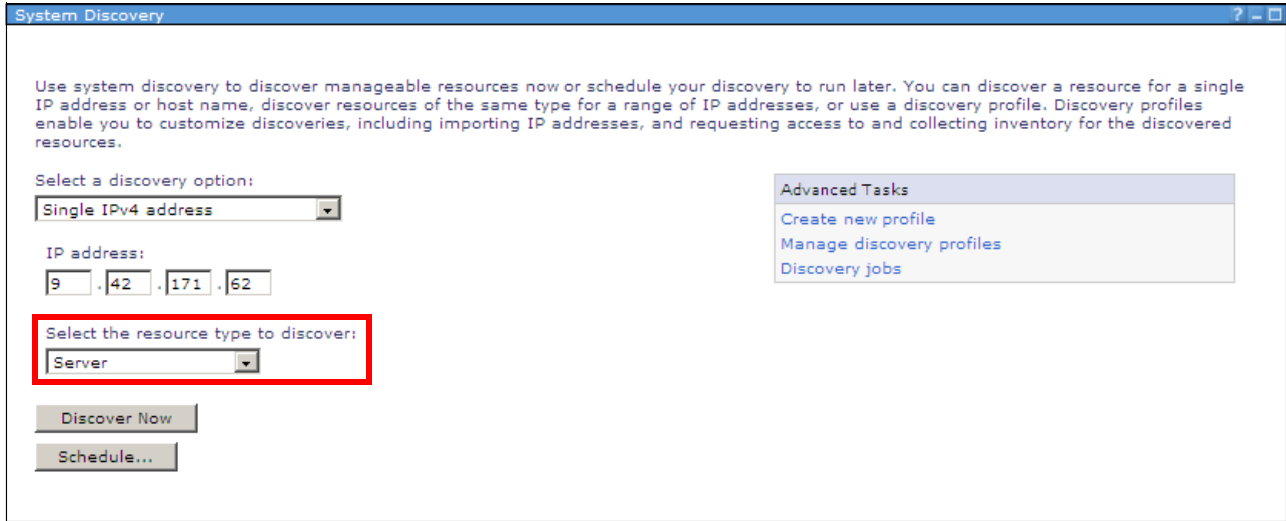 System Discovery
? – □
Use system discovery to discover manageable resources now or schedule your discovery to run later. You can discover a resource for a single
IP address or host name, discover resources of the same type for a range of IP addresses, or use a discovery profile. Discovery profiles
enable you to customize discoveries, including importing IP addresses, and requesting access to and collecting inventory for the discovered
resources.
Select a discovery option:
Single IPv4 address
IP address:
9 . 42 . 171 . 62
Select the resource type to discover:
Server
Discover Now
Schedule...
Advanced Tasks
Create new profile
Manage discovery profiles
Discovery jobs